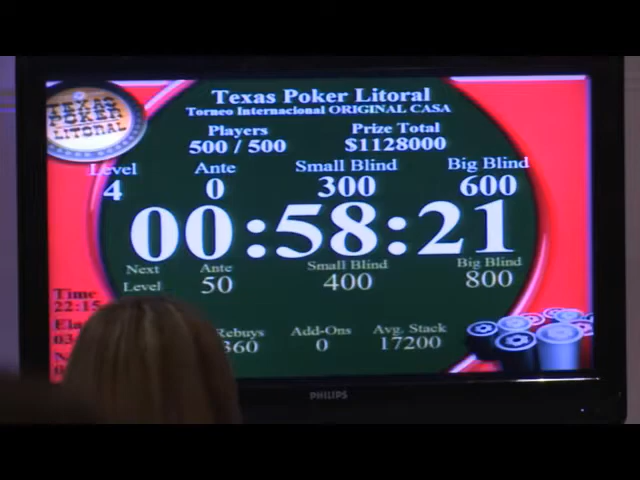 Texas Poker Litoral
Torneo Internacional ORIGINAL CASA
TEXAS
POKER
LITORAL
Players Prize Total
500 / 500 $1128000
Level Ante Small Blind Big Blind
4 0 300 600
00:58:21
Next Ante Small Blind Big Blind
Level 50 400 800
Time
22:15
Rebuys Add-Ons Avg. Stack
360 0 17200
PHILIPS